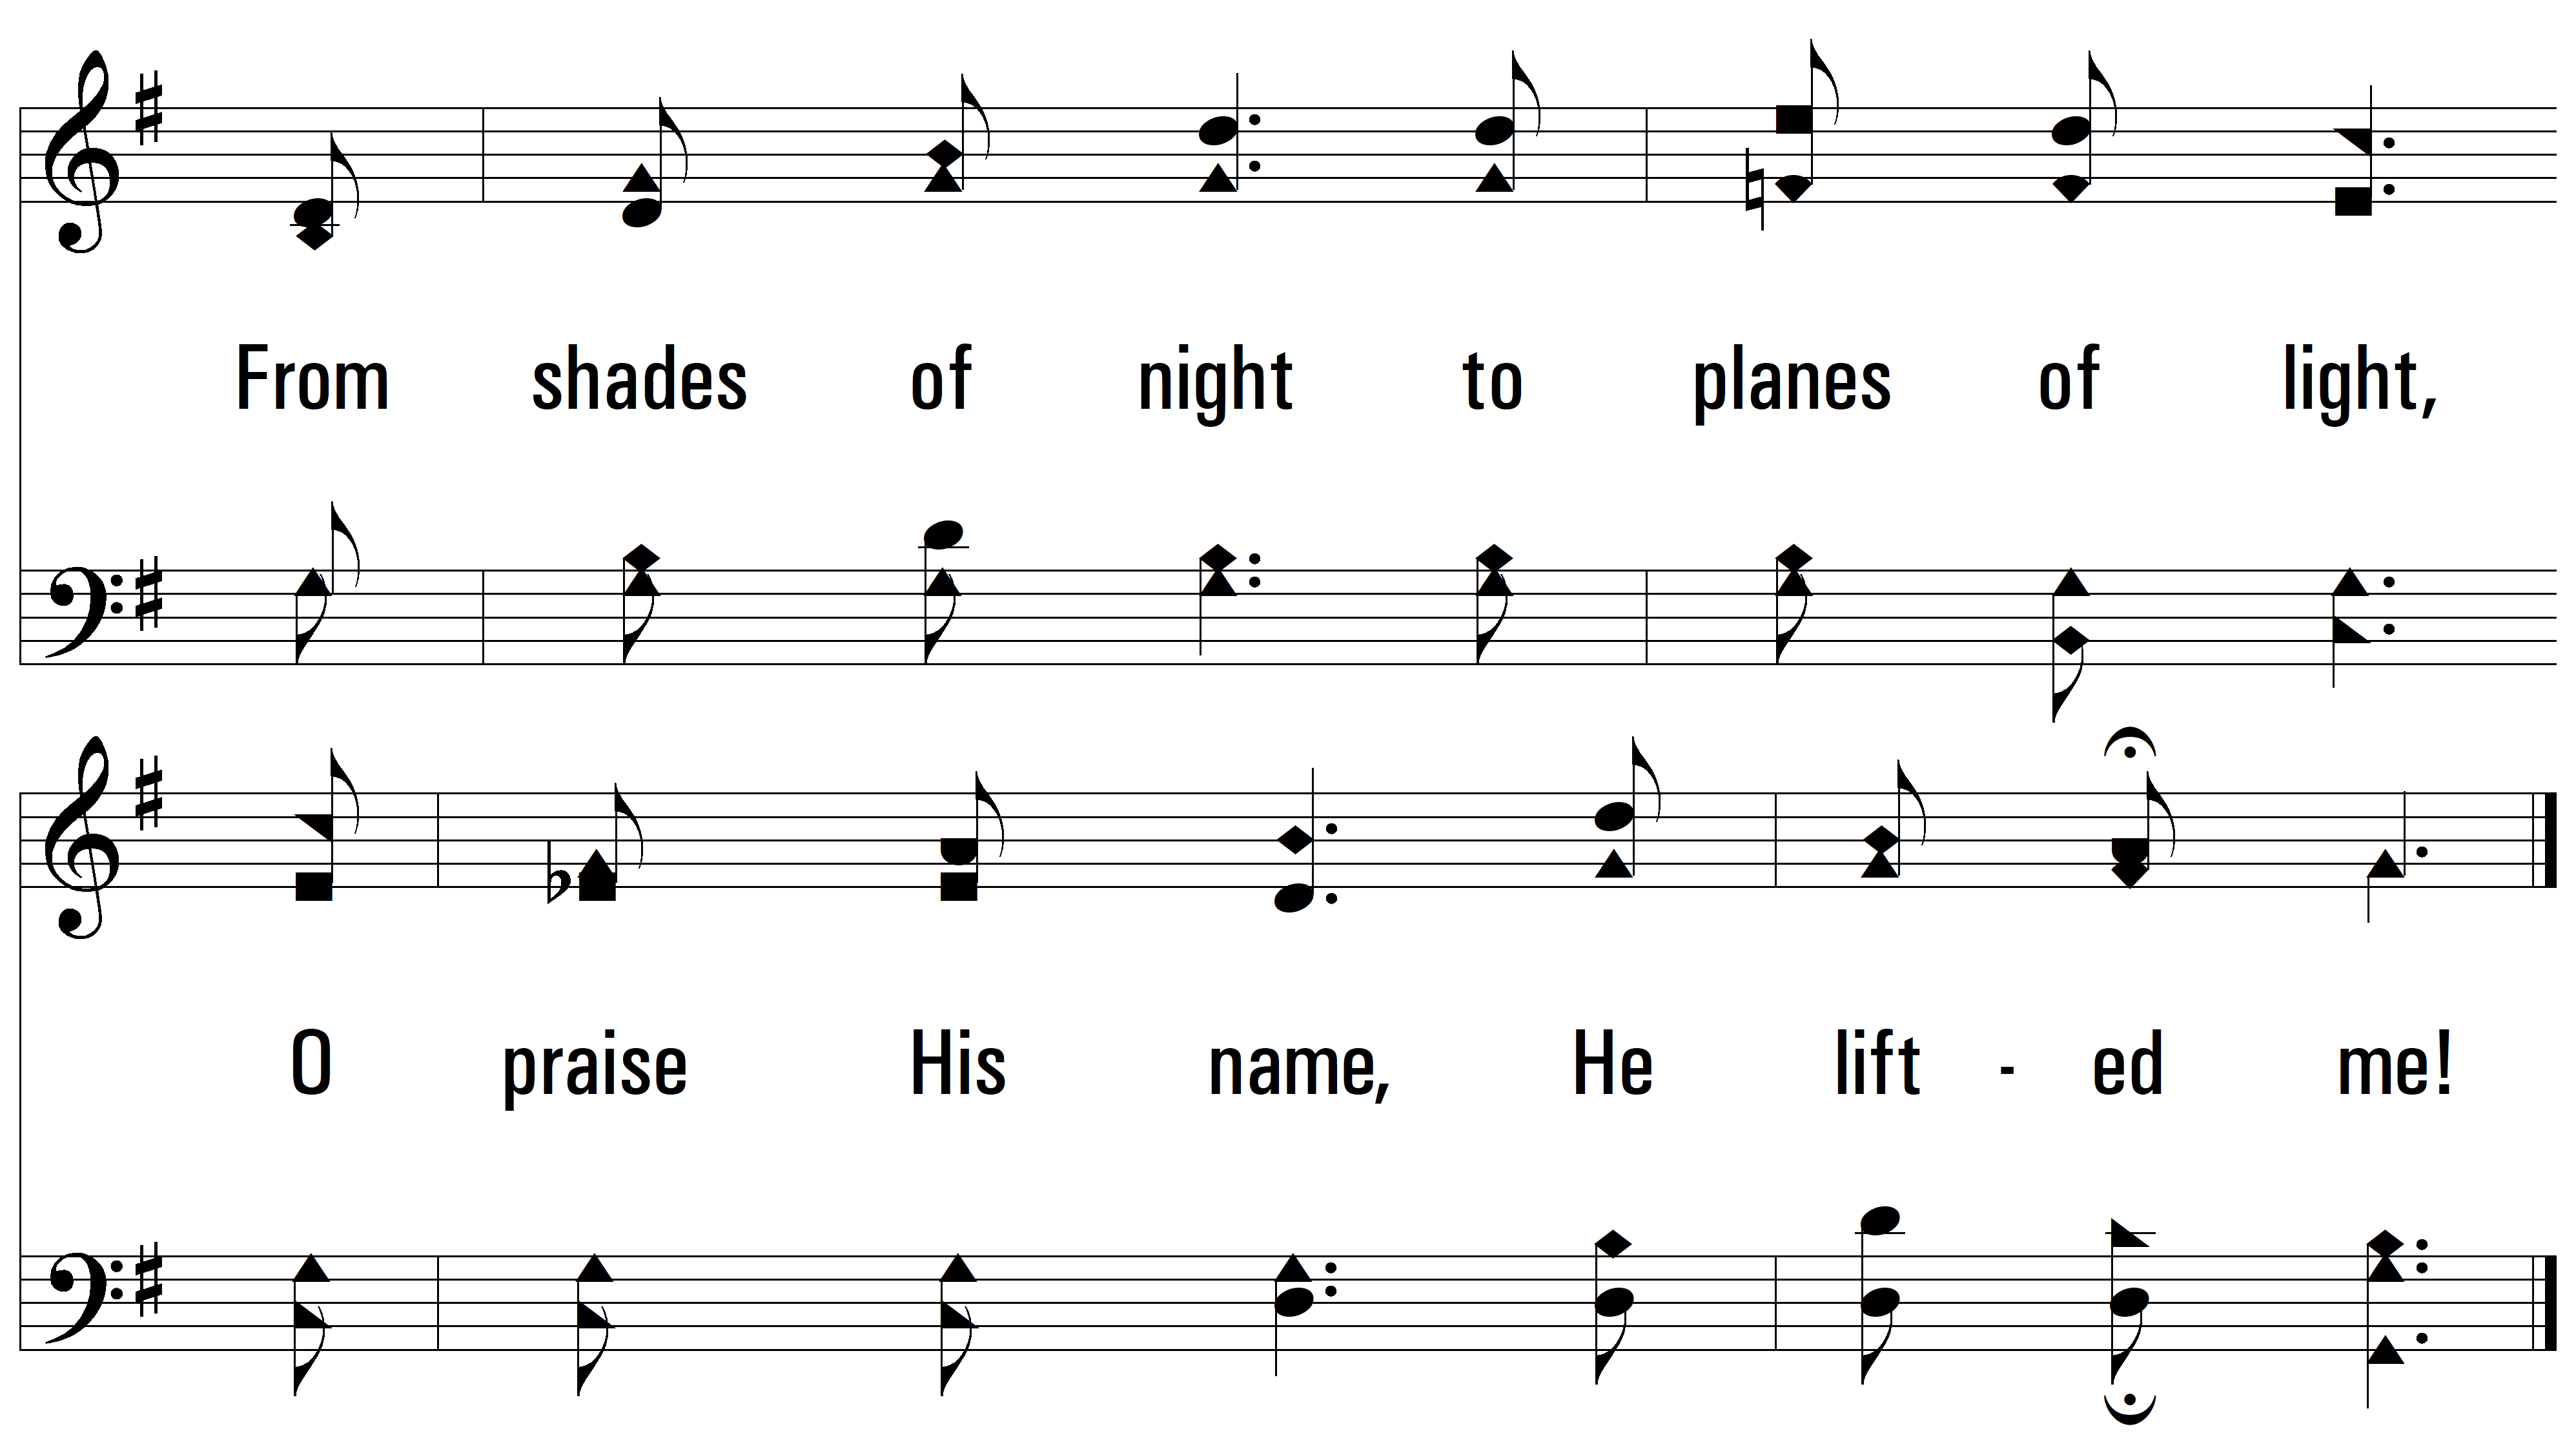 From shades of night to planes of light,
O praise His name, He lift - ed me!